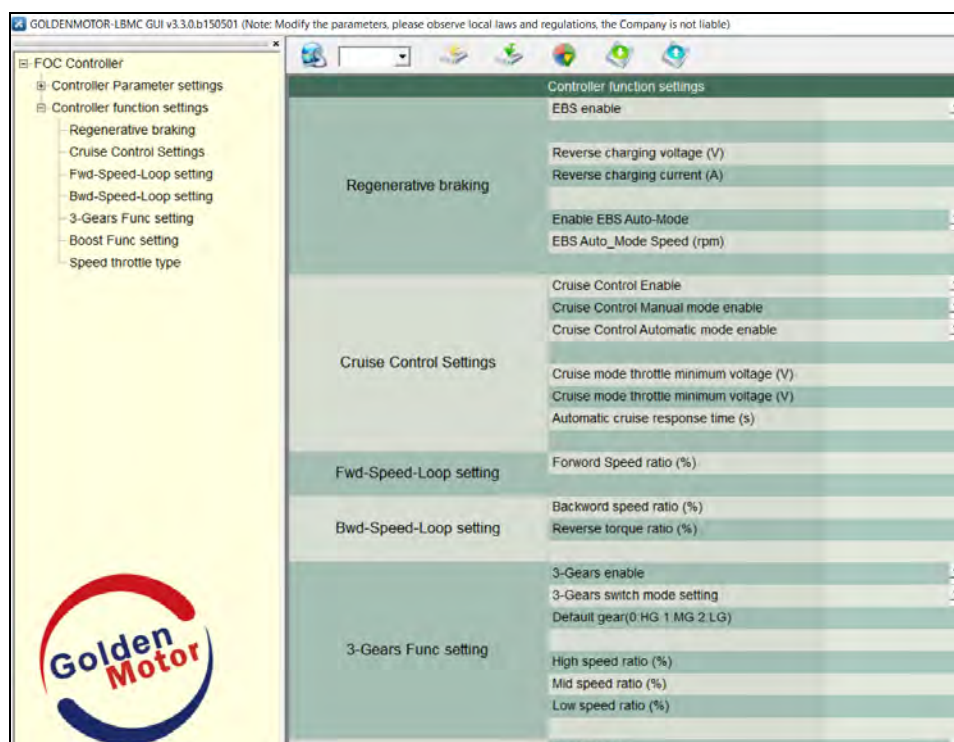 GOLDENMOTOR-LBMC GUI v3.3.0.b150501 (Note: Modify the parameters, please observe local laws and regulations, the Company is not liable)
FOC Controller
Controller Parameter settings
Controller function settings
Regenerative braking
Cruise Control Settings
Fwd-Speed-Loop setting
Bwd-Speed-Loop setting
3-Gears Func setting
Boost Func setting
Speed throttle type
Golden
Motor
Controller function settings
Regenerative braking
EBS enable
Reverse charging voltage (V)
Reverse charging current (A)
Enable EBS Auto-Mode
EBS Auto_Mode Speed (rpm)
Cruise Control Settings
Cruise Control Enable
Cruise Control Manual mode enable
Cruise Control Automatic mode enable
Cruise mode throttle minimum voltage (V)
Cruise mode throttle minimum voltage (V)
Automatic cruise response time (s)
Fwd-Speed-Loop setting
Forword Speed ratio (%)
Bwd-Speed-Loop setting
Backword speed ratio (%)
Reverse torque ratio (%)
3-Gears Func setting
3-Gears enable
3-Gears switch mode setting
Default gear(0:HG 1:MG 2:LG)
High speed ratio (%)
Mid speed ratio (%)
Low speed ratio (%)